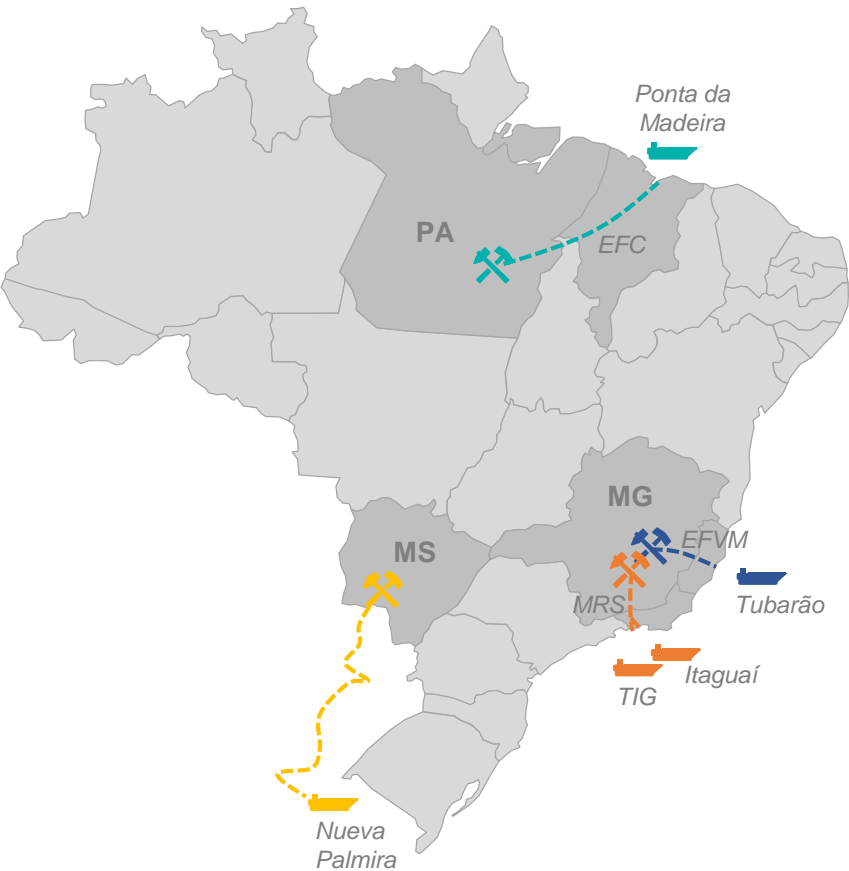 Ponta da
Madeira
PA
EFC
MG
EFVM
MS
MRS
Tubarão
Itaguaí
TIG
Nueva
Palmira